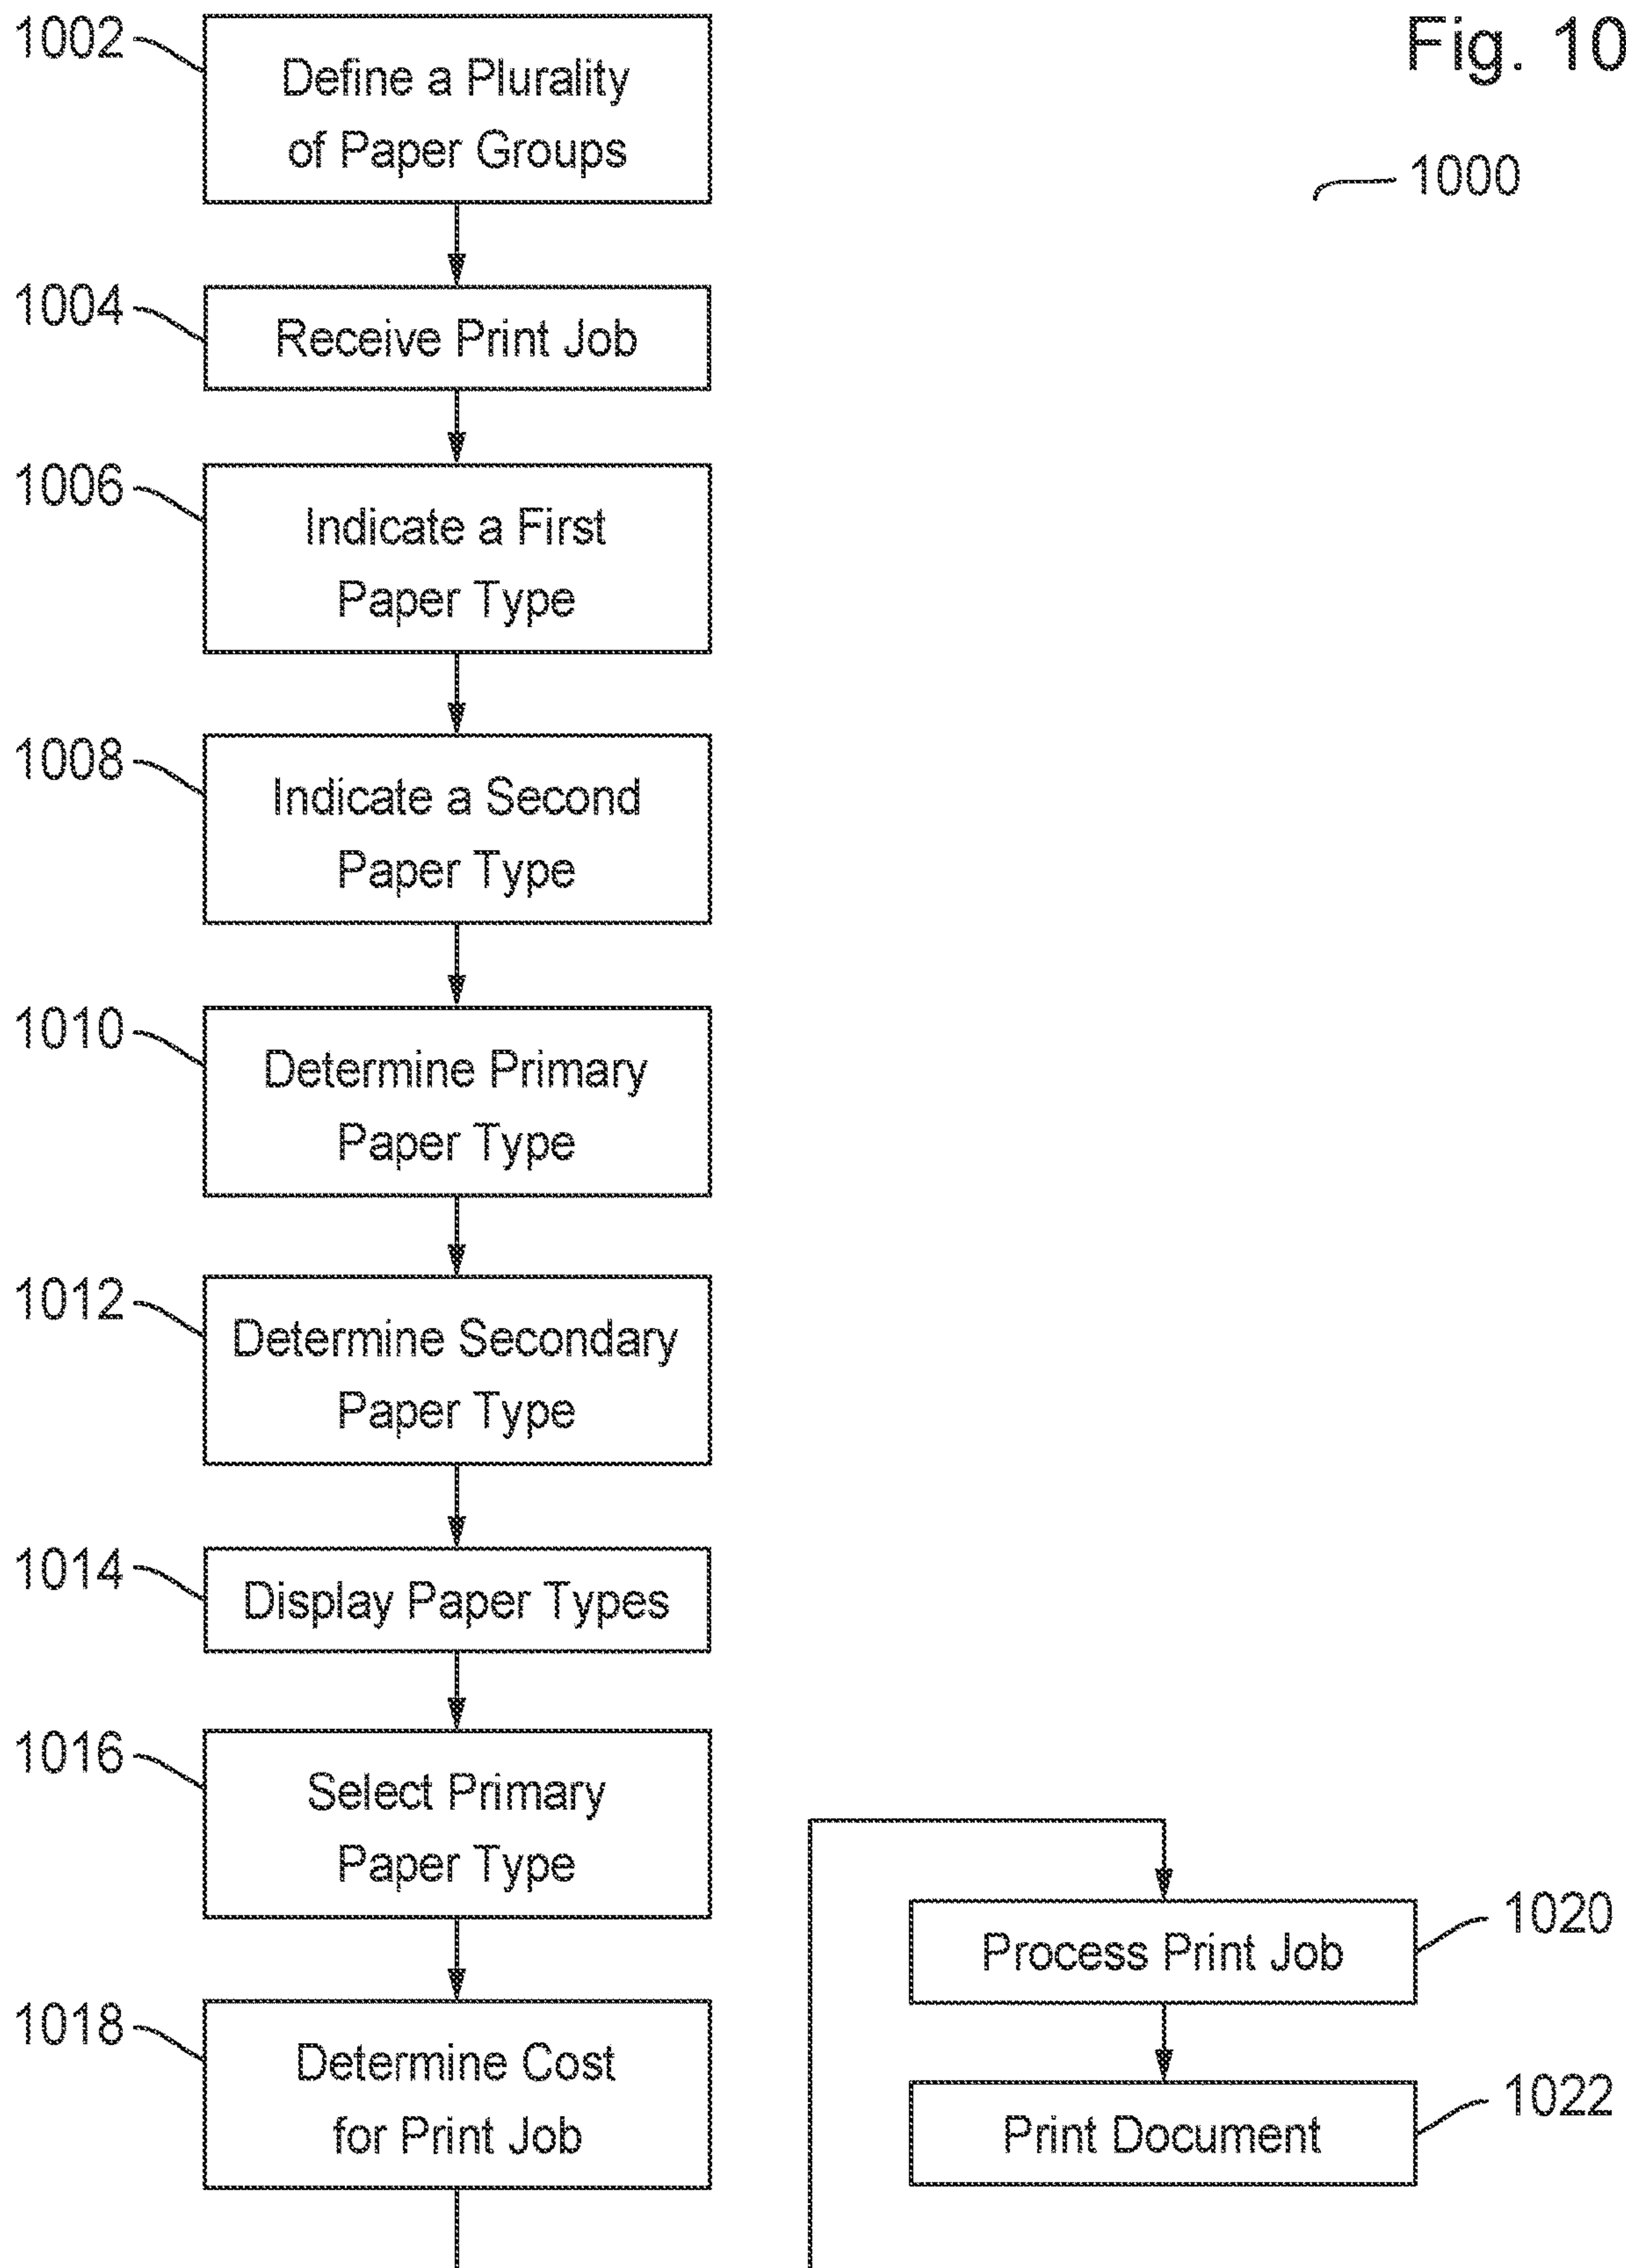 Fig. 10
1000
1002
Define a Plurality
of Paper Groups
1004
Receive Print Job
1006
Indicate a First
Paper Type
1008
Indicate a Second
Paper Type
1010
Determine Primary
Paper Type
1012
Determine Secondary
Paper Type
1014
Display Paper Types
1016
Select Primary
Paper Type
1018
Determine Cost
for Print Job
1020
Process Print Job
1022
Print Document